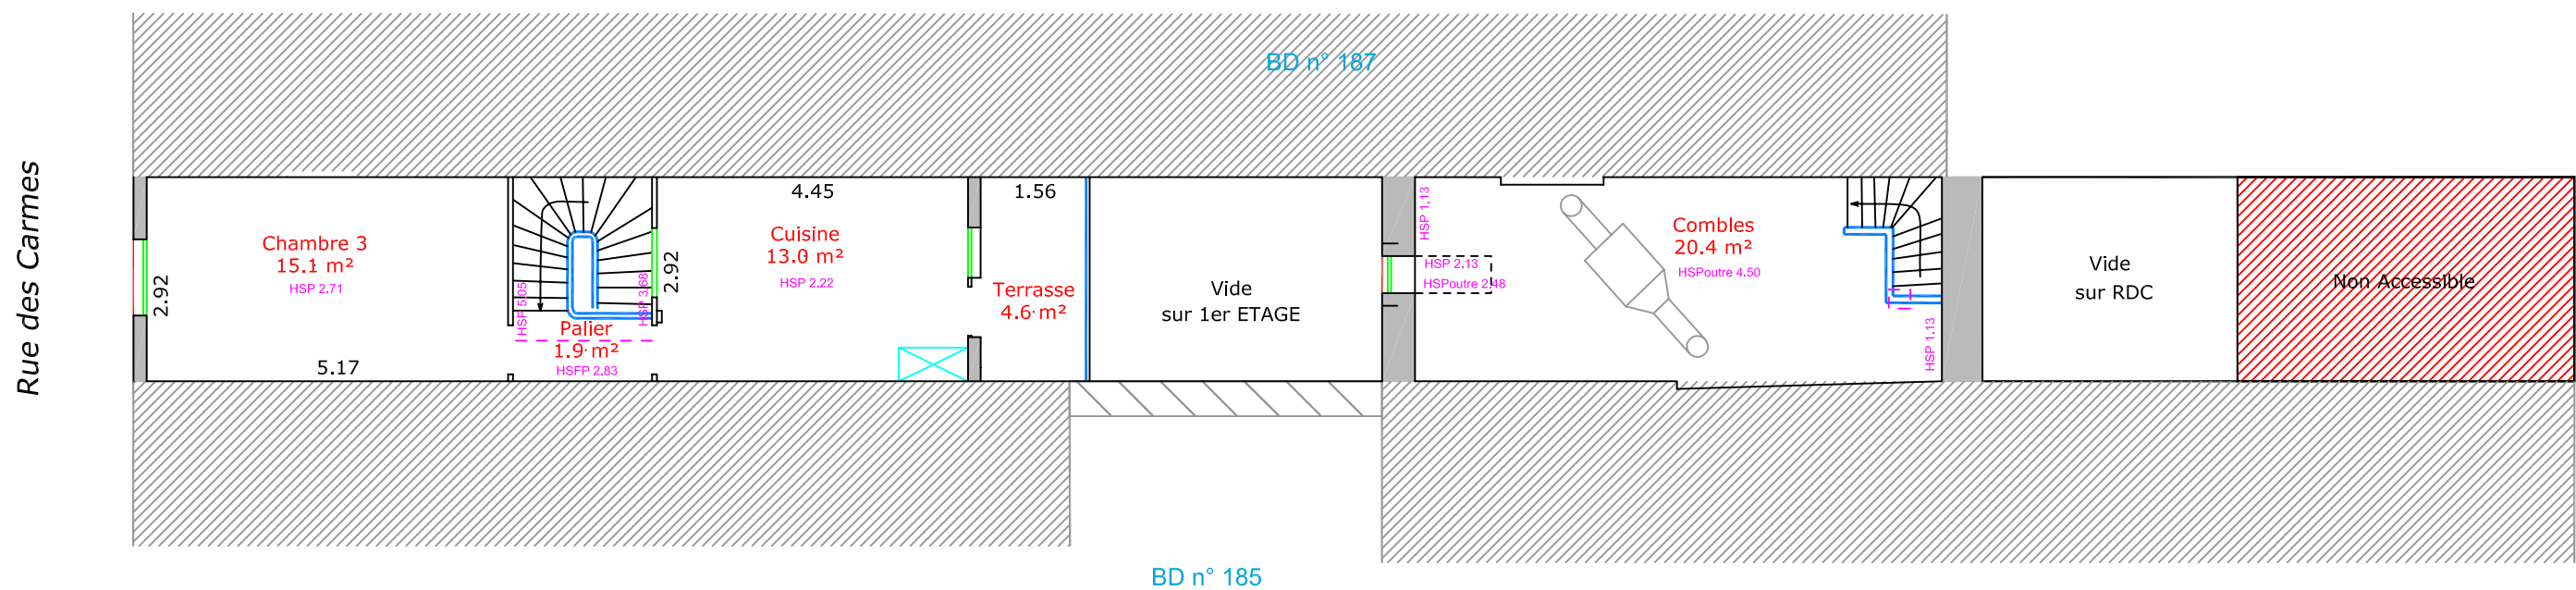 Rue des Carmes
BD n° 187
Chambre 3
15.1 m²
HSP 2.71
2.92
5.17
HSP 5.05
HSP 3.68
Palier
1.9 m²
HSFP 2.83
4.45
2.92
Cuisine
13.0 m²
HSP 2.22
1.56
Terrasse
4.6 m²
Vide
sur 1er ETAGE
HSP 1.13
HSP 2.13
HSPoutre 2.48
Combles
20.4 m²
HSPoutre 4.50
HSP 1.13
Vide
sur RDC
Non Accessible
BD n° 185